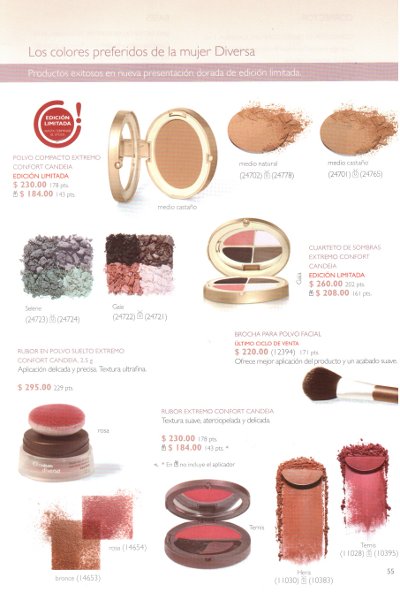 Los colores preferidos de la mujer Diversa
Productos exitosos en nueva presentación dorada de edición limitada.
EDICIÓN
LIMITADA
POLVO COMPACTO EXTREMO
CONFORT CANDEIA
EDICIÓN LIMITADA
$ 230.00 178 pts.
$ 184.00 143 pts.
medio castaño
medio natural
(24702) (24778)
medio castaño
(24701) (24765)
Selene
(24723) (24724)
Gaia
(24722) (24721)
Gaia
CUARTETO DE SOMBRAS
EXTREMO CONFORT
CANDEIA
EDICIÓN LIMITADA
$ 260.00 202 pts.
$ 208.00 161 pts.
BROCHA PARA POLVO FACIAL
ÚLTIMO CICLO DE VENTA
$ 220.00 (12394) 171 pts.
Ofrece mejor aplicación del producto y un acabado suave.
RUBOR EN POLVO SUELTO EXTREMO
CONFORT CANDEIA, 3.5 g
Aplicación delicada y precisa. Textura ultrafina.
$ 295.00 229 pts.
rosa
natura
diversa
rosa (14654)
bronce (14653)
RUBOR EXTREMO CONFORT CANDEIA
Textura suave, aterciopelada y delicada.
$ 230.00 178 pts.
$ 184.00 143 pts. *
* En no incluye el aplicador
Temis
Hera
(11030) (10383)
Temis
(11028) (10395)
55